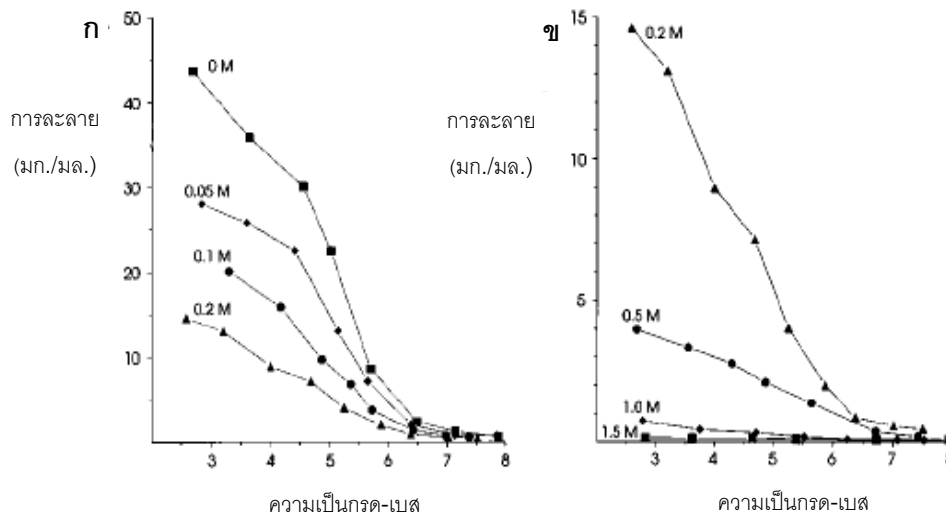 ก
50
40
30
20
10
3
4
5
6
7
8
0 M
0.05 M
0.1 M
0.2 M
การละลาย
(มก./มล.)
ความเป็นกรด-เบส
ข
15
10
5
3
4
5
6
7
0.2 M
0.5 M
1.0 M
1.5 M
การละลาย
(มก./มล.)
ความเป็นกรด-เบส